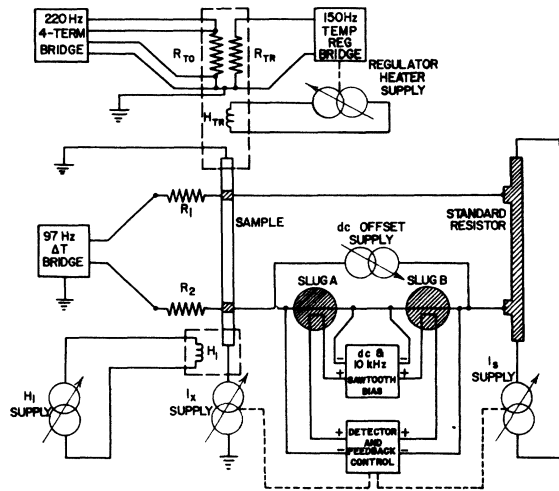 220 Hz
4-TERM
BRIDGE
R_TO
R_TR
150Hz
TEMP
REG
BRIDGE
REGULATOR
HEATER
SUPPLY
H_TR
R_1
SAMPLE
STANDARD
RESISTOR
97 Hz
ΔT
BRIDGE
dc OFFSET
SUPPLY
R_2
SLUG A
SLUG B
H_1
- dc & -
10 kHz
+ SAWTOOTH +
BIAS
H_1
SUPPLY
I_x
SUPPLY
I_s
SUPPLY
+ DETECTOR +
AND
- FEEDBACK -
CONTROL